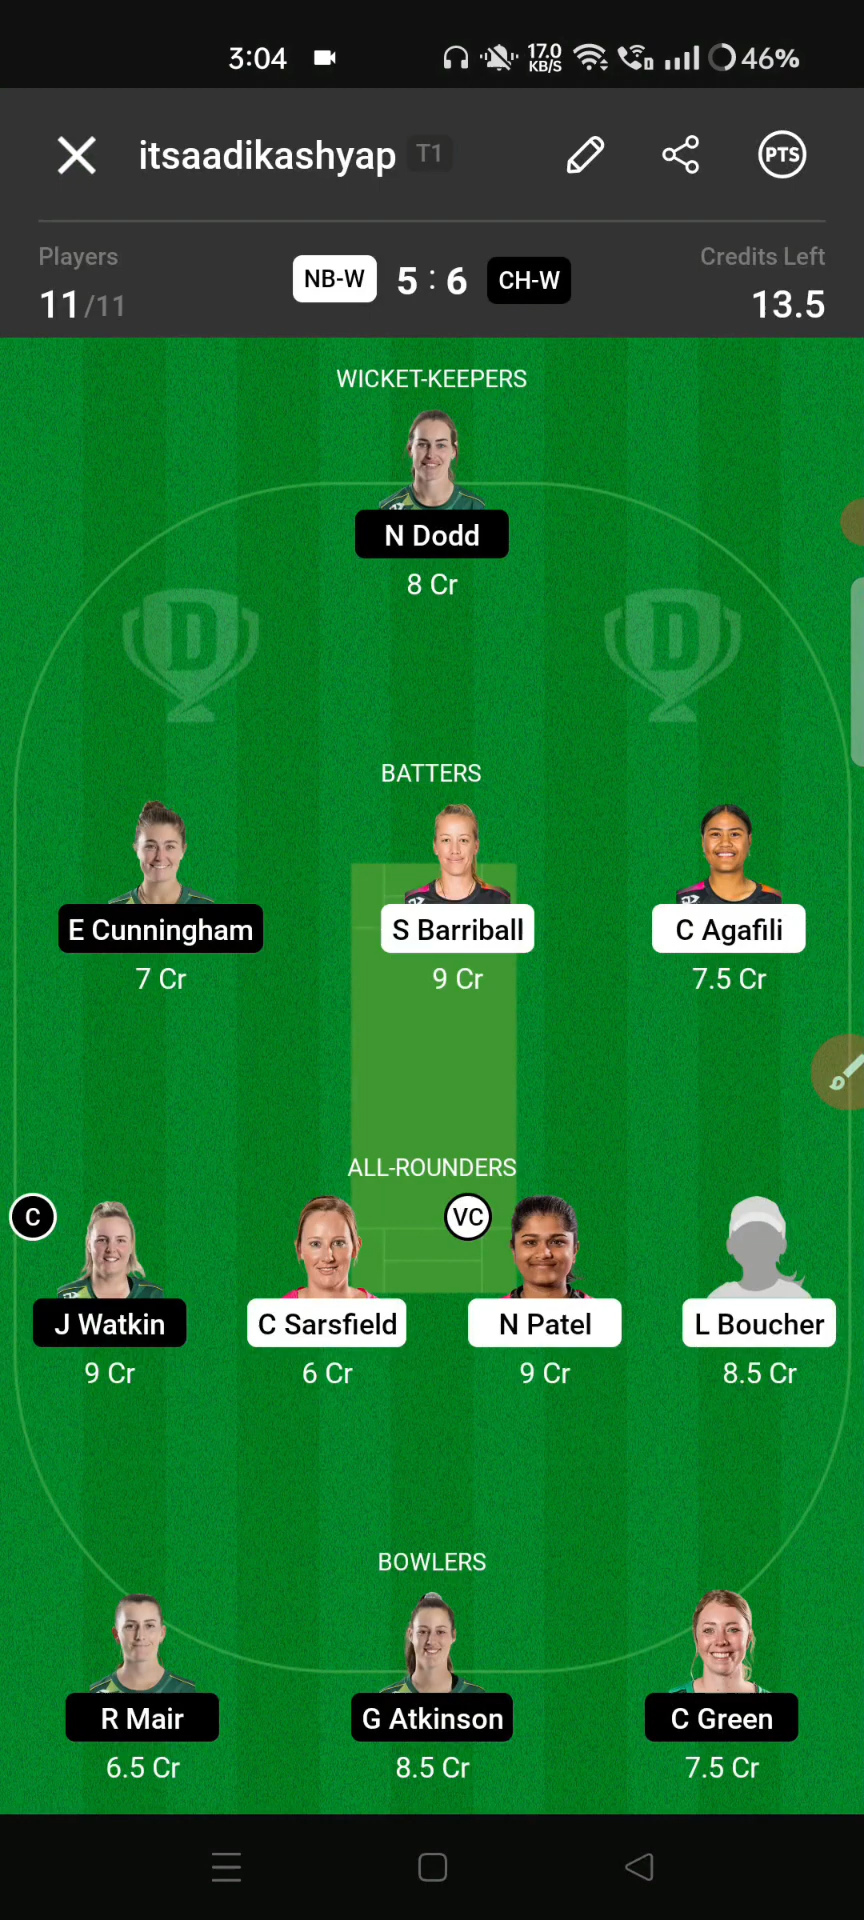 3:04 17.0 KB/S 46%
itsaadikashyap T1 PTS
Players NB-W 5 : 6 CH-W Credits Left
11/11 13.5
WICKET-KEEPERS
N Dodd
8 Cr
D D
BATTERS
E Cunningham S Barriball C Agafili
7 Cr 9 Cr 7.5 Cr
ALL-ROUNDERS
C VC
J Watkin C Sarsfield N Patel L Boucher
9 Cr 6 Cr 9 Cr 8.5 Cr
BOWLERS
R Mair G Atkinson C Green
6.5 Cr 8.5 Cr 7.5 Cr